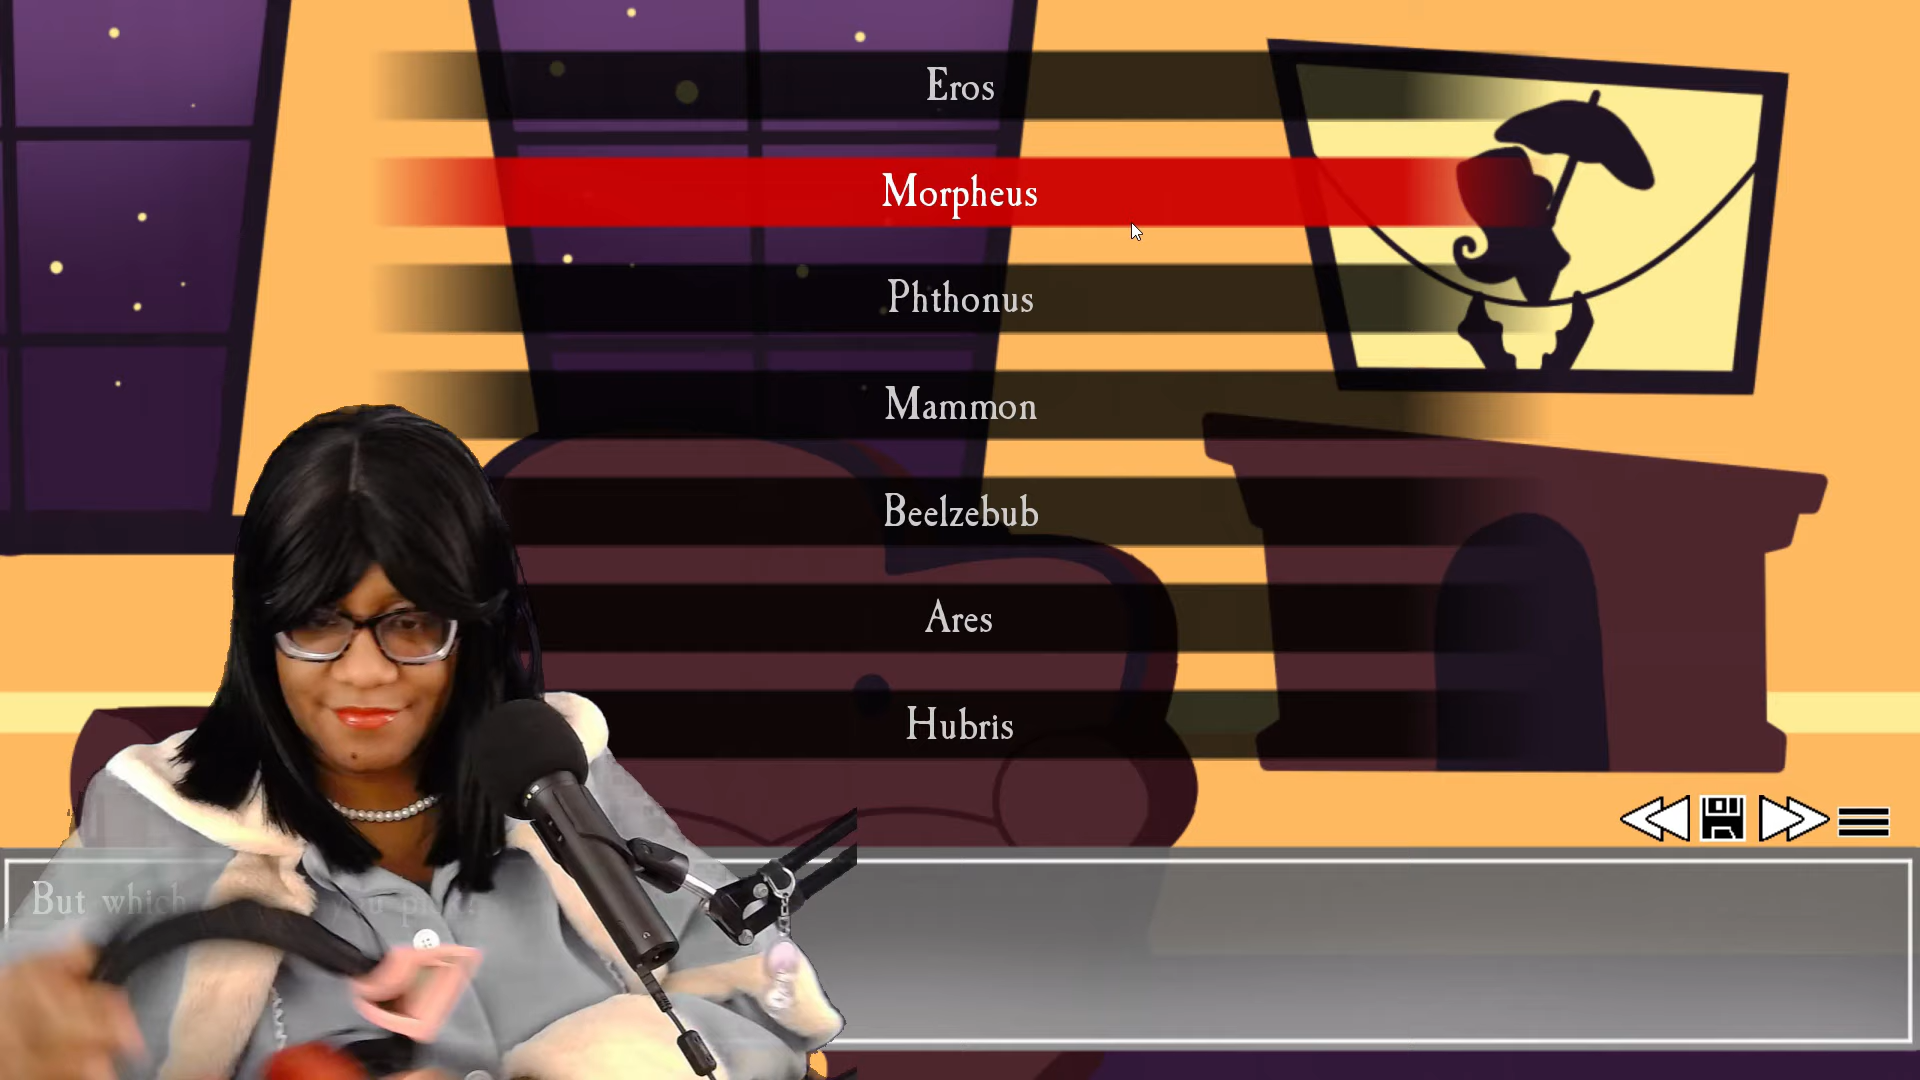 Eros
Morpheus
Phthonus
Mammon
Beelzebub
Ares
Hubris
But which